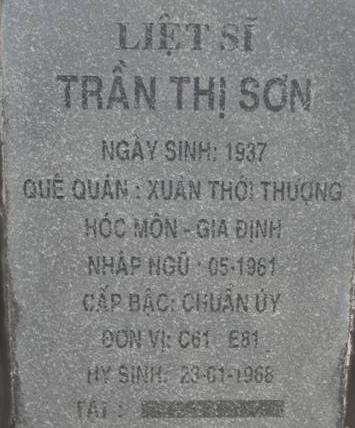 LIỆT SĨ
TRẦN THỊ SƠN
NGÀY SINH: 1937
QUÊ QUÁN : XUÂN THỚI THƯỢNG
HÓC MÔN - GIA ĐỊNH
NHẬP NGŨ : 05-1961
CẤP BẬC: CHUẨN ÚY
ĐƠN VỊ: C61 E81
HY SINH: 23-01-1968
TẠI :